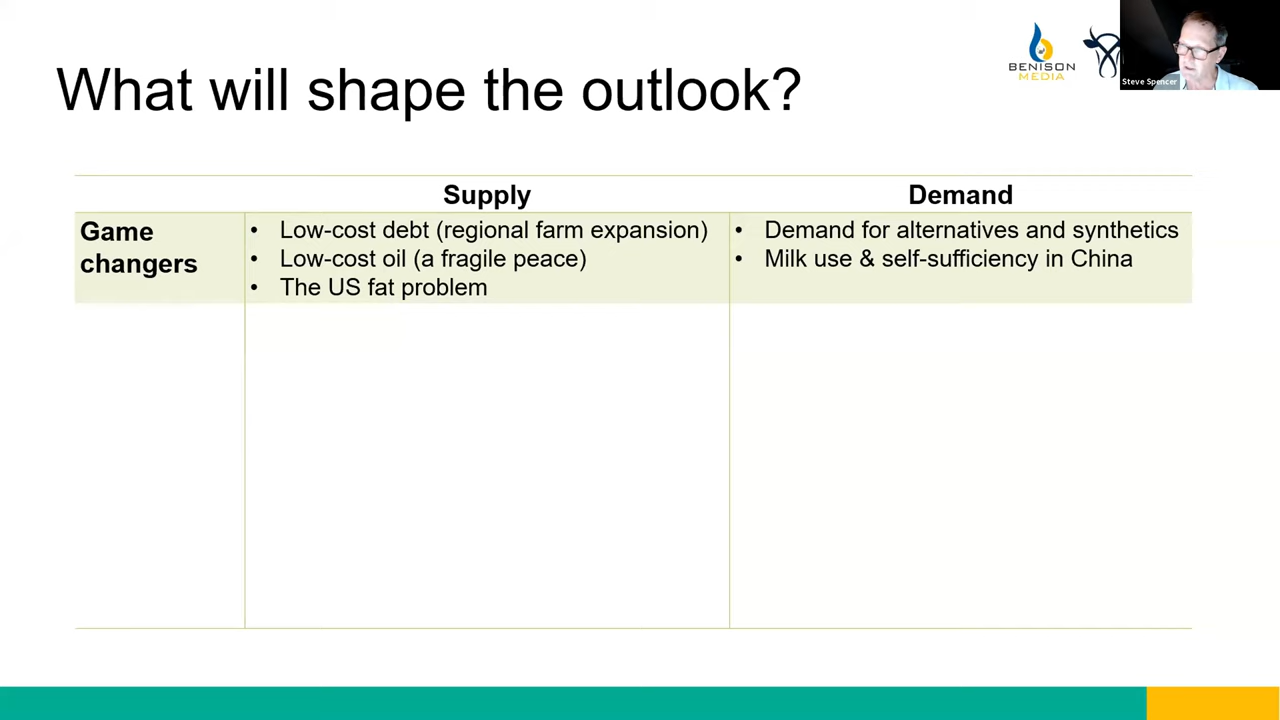 BENISON
MEDIA
Steve Spencer
What will shape the outlook?
Supply
Demand
Game
changers
• Low-cost debt (regional farm expansion)
• Low-cost oil (a fragile peace)
• The US fat problem
• Demand for alternatives and synthetics
• Milk use & self-sufficiency in China